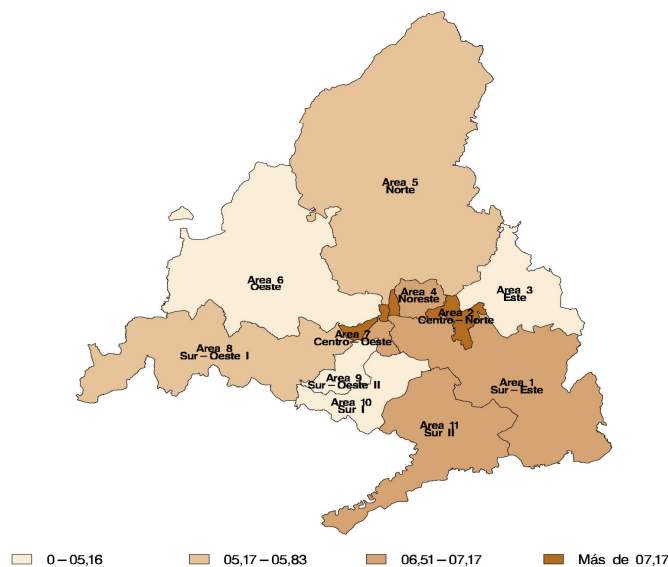 Area 5
Norte
Area 6
Oeste
Area 4
Noreste
Area 3
Este
Area 2
Centro–Norte
Area 7
Centro–Oeste
Area 8
Sur–Oeste I
Area 9
Sur–Oeste II
Area 1
Sur–Este
Area 10
Sur I
Area 11
Sur II
0–05,16
05,17–05,83
06,51–07,17
Más de 07,17